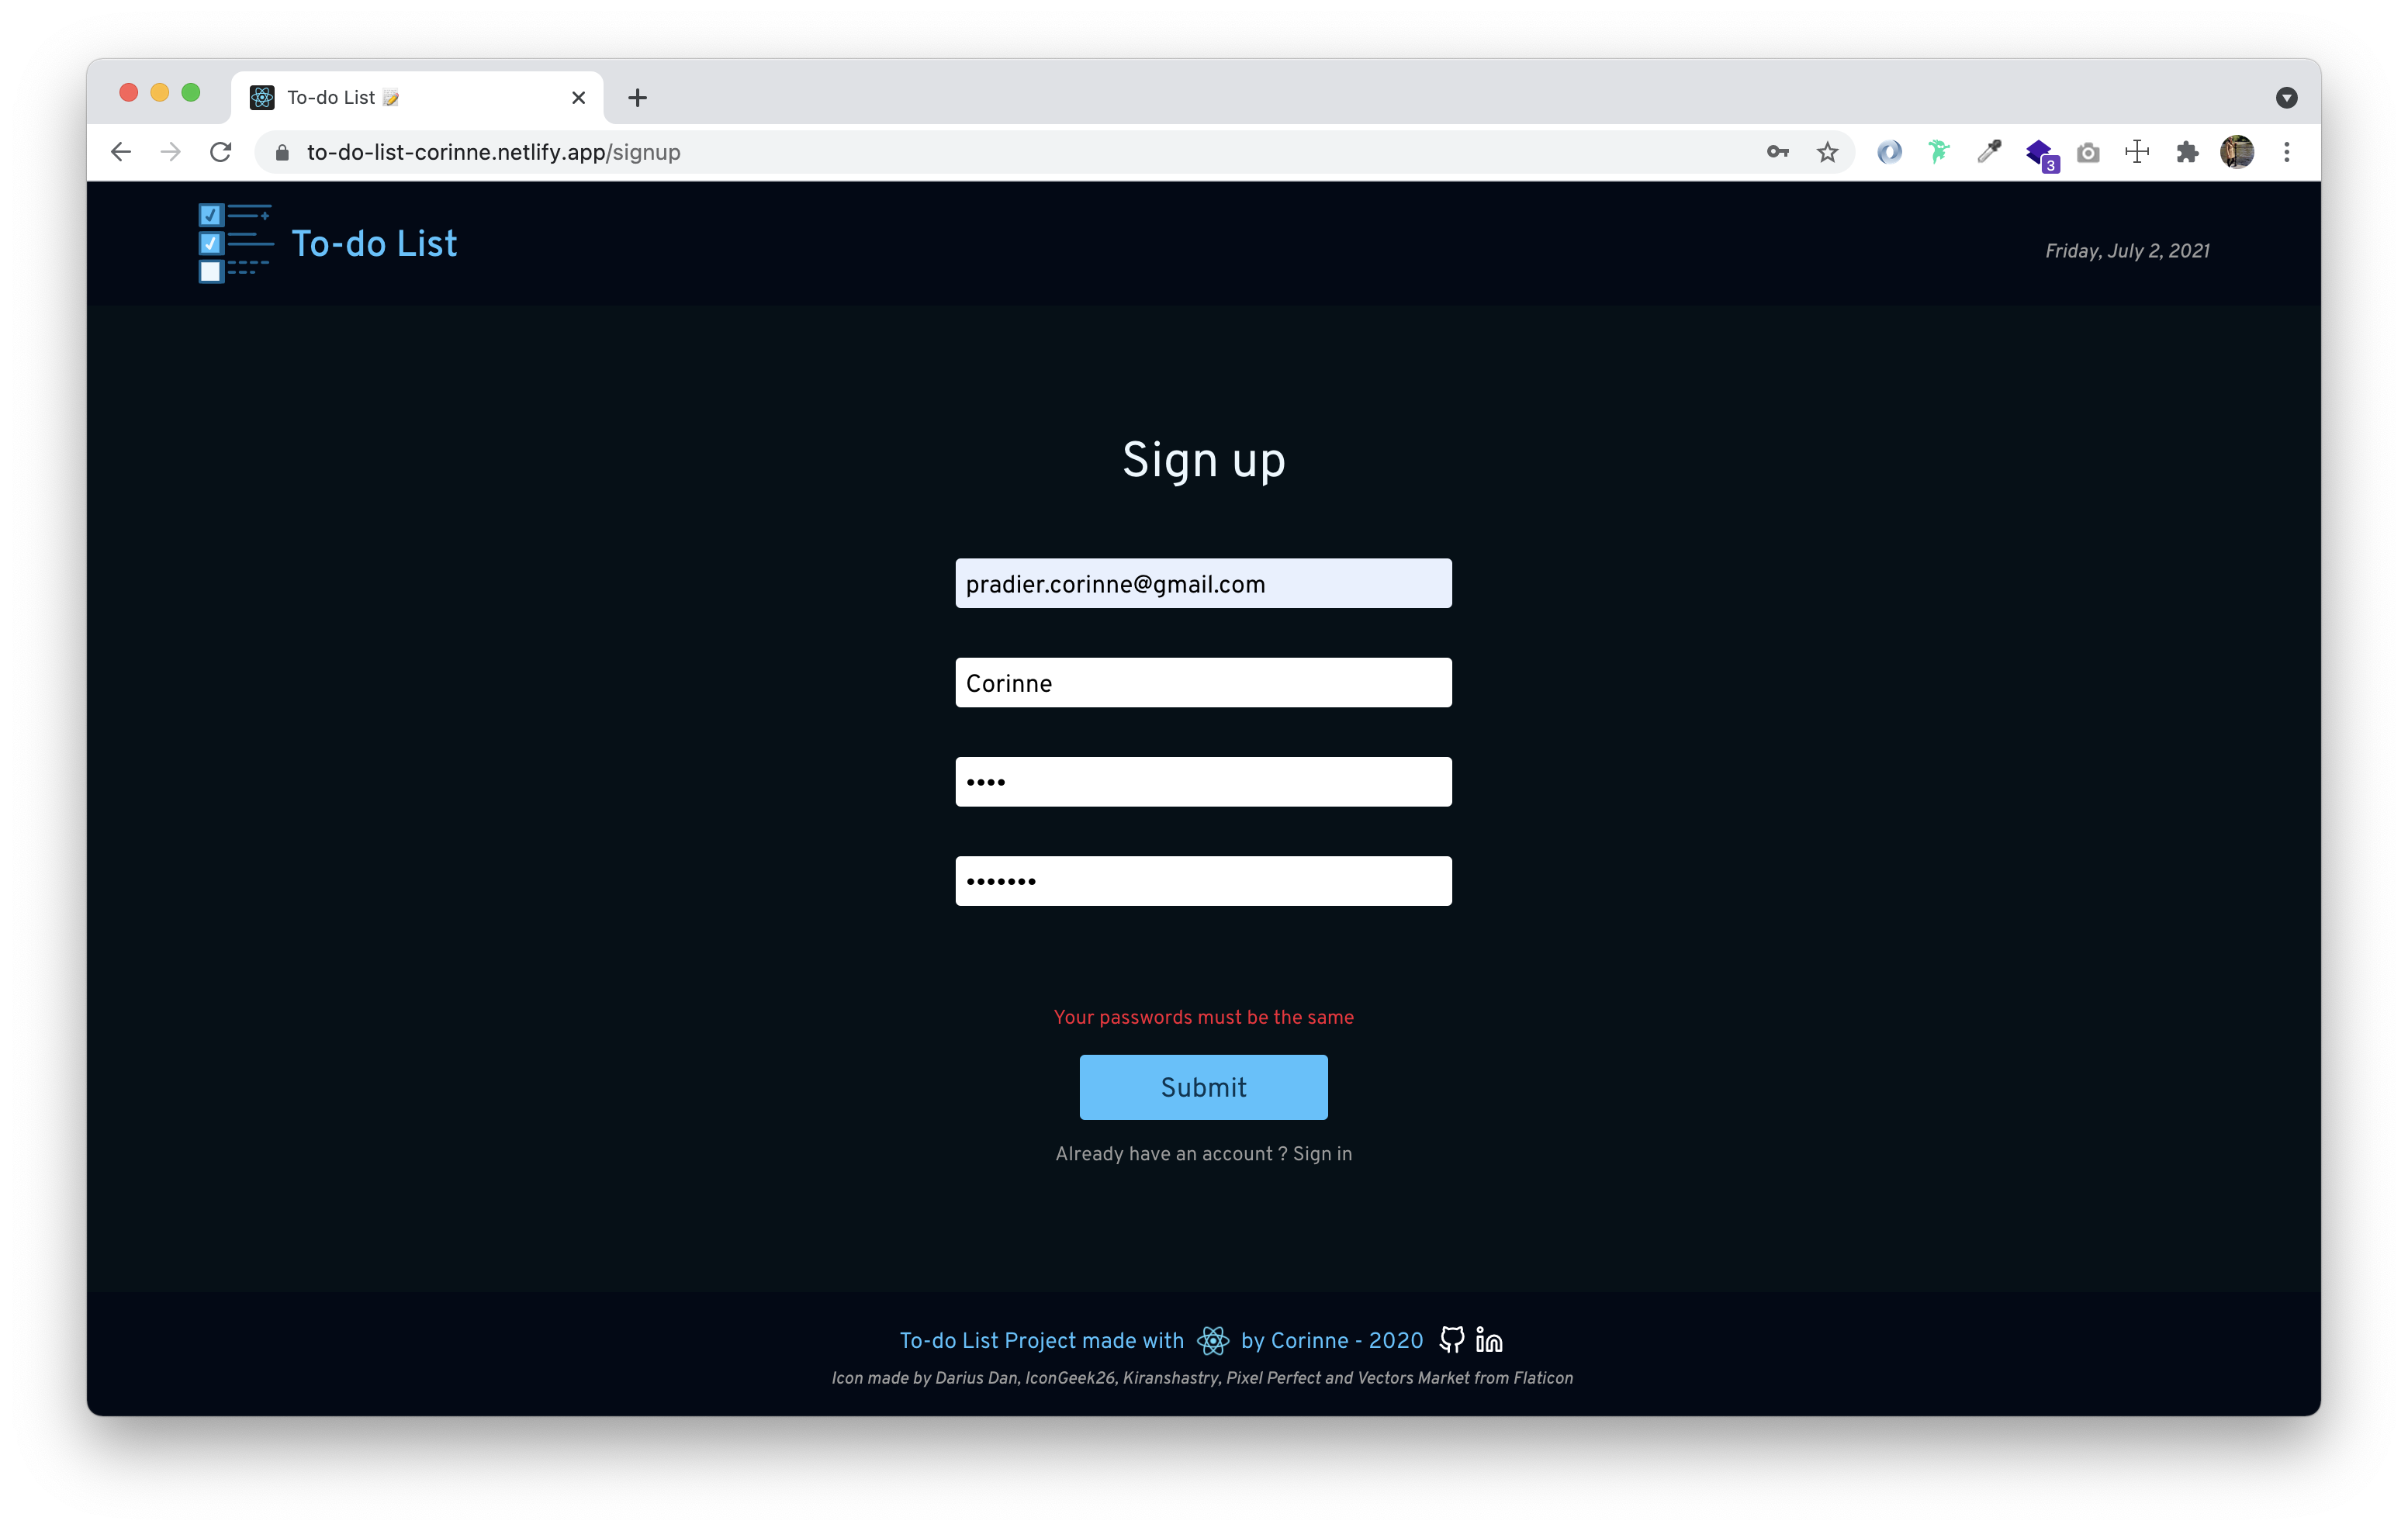 To-do List 📝
to-do-list-corinne.netlify.app/signup
3
To-do List
Friday, July 2, 2021
Sign up
pradier.corinne@gmail.com
Corinne
••••
•••••••
Your passwords must be the same
Submit
Already have an account ? Sign in
To-do List Project made with by Corinne - 2020
Icon made by Darius Dan, IconGeek26, Kiranshastry, Pixel Perfect and Vectors Market from Flaticon